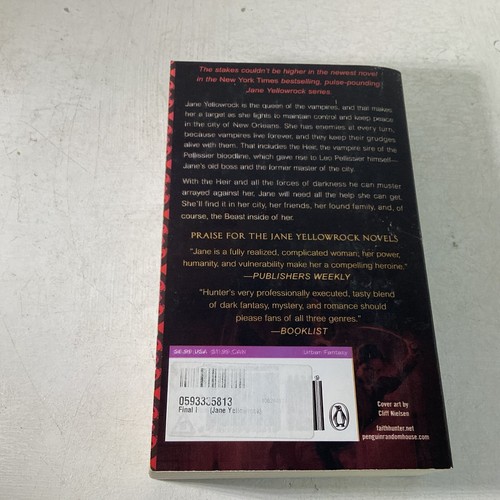 The stakes couldn't be higher in the newest novel
in the New York Times bestselling, pulse-pounding
Jane Yellowrock series.
Jane Yellowrock is the queen of the vampires, and that makes
her a target as she fights to maintain control and keep peace
in the city of New Orleans. She has enemies at every turn,
because vampires live forever, and they keep their grudges
alive with them. That includes the Heir, the vampire sire of the
Pellissier bloodline, which gave rise to Leo Pellissier himself—
Jane's old boss and the former master of the city.
With the Heir and all the forces of darkness he can muster
arrayed against her, Jane will need all the help she can get.
She'll find it in her city, her friends, her found family, and, of
course, the Beast inside of her.
PRAISE FOR THE JANE YELLOWROCK NOVELS
"Jane is a fully realized, complicated woman; her power,
humanity, and vulnerability make her a compelling heroine."
—PUBLISHERS WEEKLY
"Hunter's very professionally executed, tasty blend
of dark fantasy, mystery, and romance should
please fans of all three genres."
—BOOKLIST
USA CAN Urban Fantasy
0593335813
Final (Jane Yellowrock)
Cover art by
Cliff Nielsen
faithhunter.net
penguinrandomhouse.com